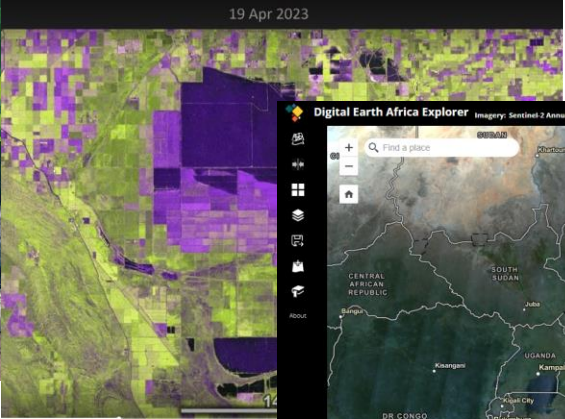 19 Apr 2023
Digital Earth Africa Explorer Imagery: Sentinel-2 Annu
Find a place
SUDAN
Khartou
CENTRAL
AFRICAN
REPUBLIC
SOUTH
SUDAN
Juba
Bangui
UGANDA
Kisangani
Kampal
Kigali City
DR CONGO
About
14